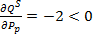 ∂Q^S/∂P_p = −2 < 0